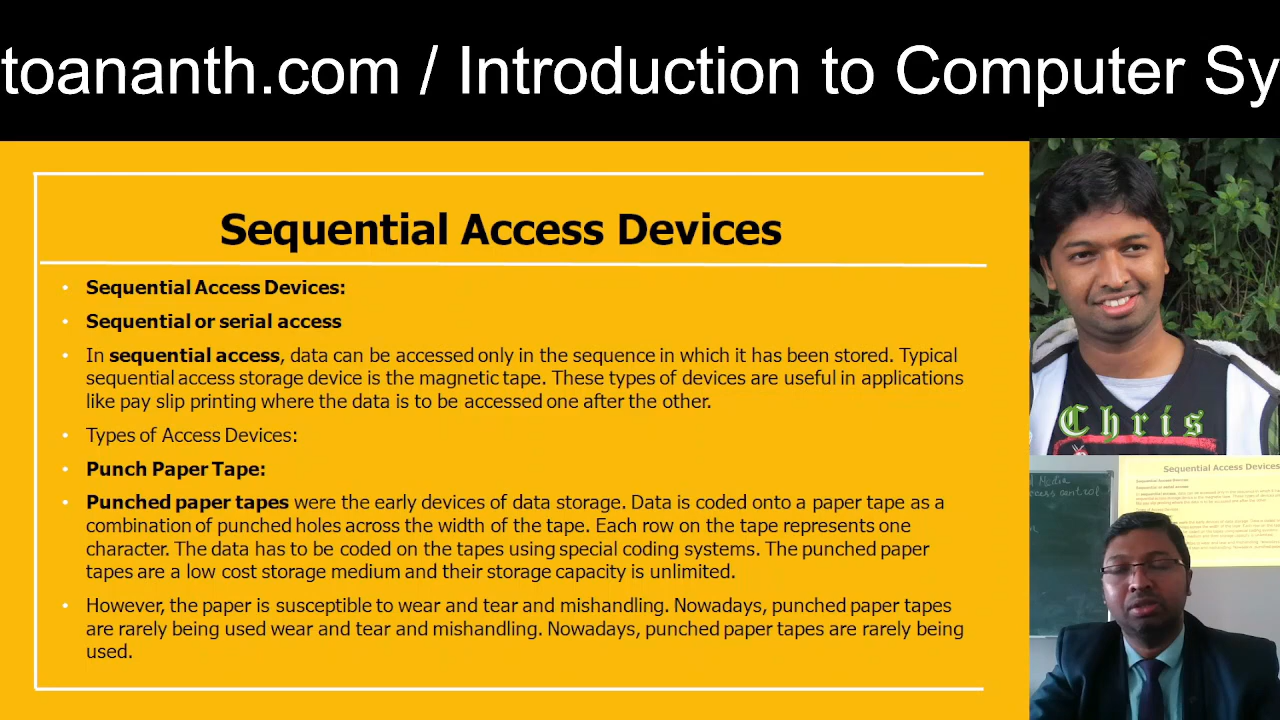 toananth.com / Introduction to Computer Sy
Sequential Access Devices
• Sequential Access Devices:
• Sequential or serial access
• In sequential access, data can be accessed only in the sequence in which it has been stored. Typical
sequential access storage device is the magnetic tape. These types of devices are useful in applications
like pay slip printing where the data is to be accessed one after the other.
• Types of Access Devices:
• Punch Paper Tape:
• Punched paper tapes were the early devices of data storage. Data is coded onto a paper tape as a
combination of punched holes across the width of the tape. Each row on the tape represents one
character. The data has to be coded on the tapes using special coding systems. The punched paper
tapes are a low cost storage medium and their storage capacity is unlimited.
• However, the paper is susceptible to wear and tear and mishandling. Nowadays, punched paper tapes
are rarely being used wear and tear and mishandling. Nowadays, punched paper tapes are rarely being
used.
Chris
Sequential Access Devices
Media
access control